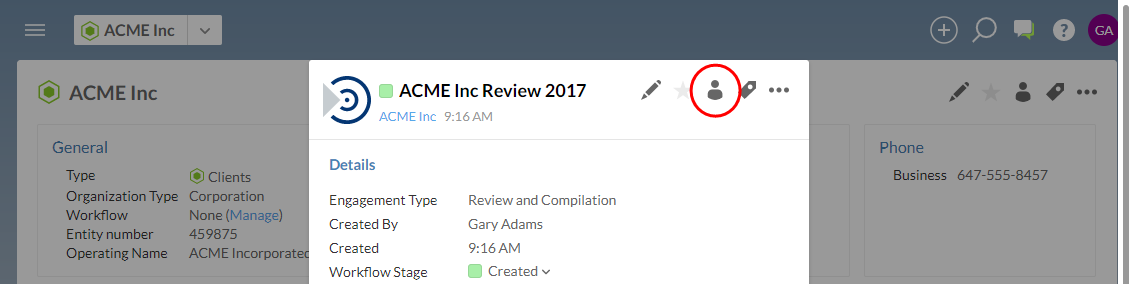 ACME Inc
GA
ACME Inc
ACME Inc Review 2017
ACME Inc 9:16 AM
General
Type Clients
Organization Type Corporation
Workflow None (Manage)
Entity number 459875
Operating Name ACME Incorporated
Details
Engagement Type Review and Compilation
Created By Gary Adams
Created 9:16 AM
Workflow Stage Created
Phone
Business 647-555-8457